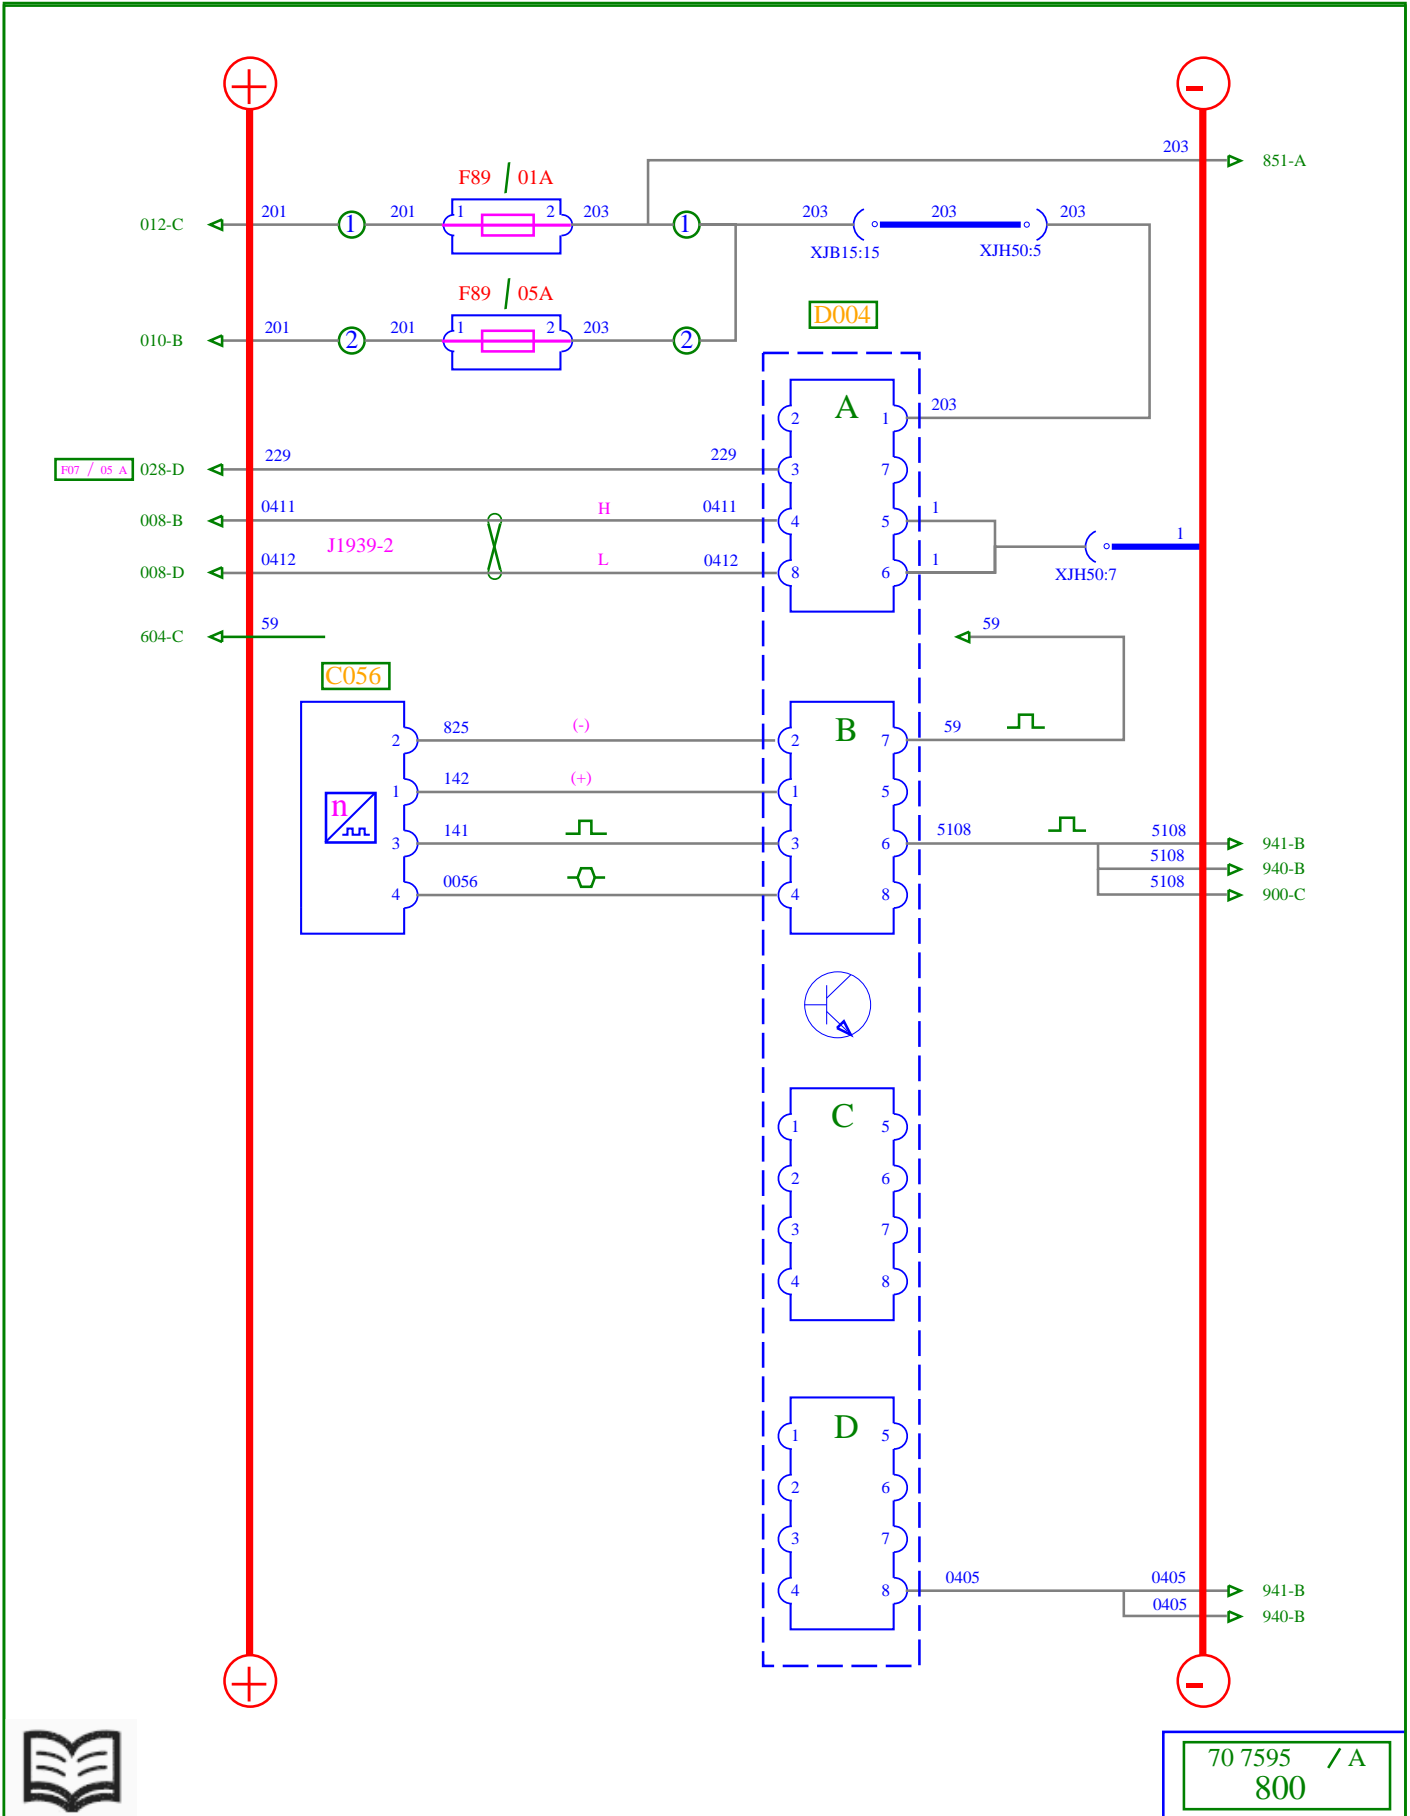 203 851-A
F89 / 01A
012-C 201 1 201 1 2 203 1 203 203 203
XJB15:15 XJH50:5
F89 / 05A
D004
010-B 201 2 201 1 2 203 2
A
2 1 203
F07 / 05 A 028-D 229 229 3 7
008-B 0411 H 0411 4 5 1
J1939-2
1
XJH50:7
008-D 0412 L 0412 8 6 1
604-C 59 59
C056
B
2 825 (-) 2 7 59
1 142 (+) 1 5
n
3 141 3 6 5108 5108 941-B
5108 940-B
4 0056 4 8 5108 900-C
C
1 5
2 6
3 7
4 8
D
1 5
2 6
3 7
4 8 0405 0405 941-B
0405 940-B
70 7595 / A
800